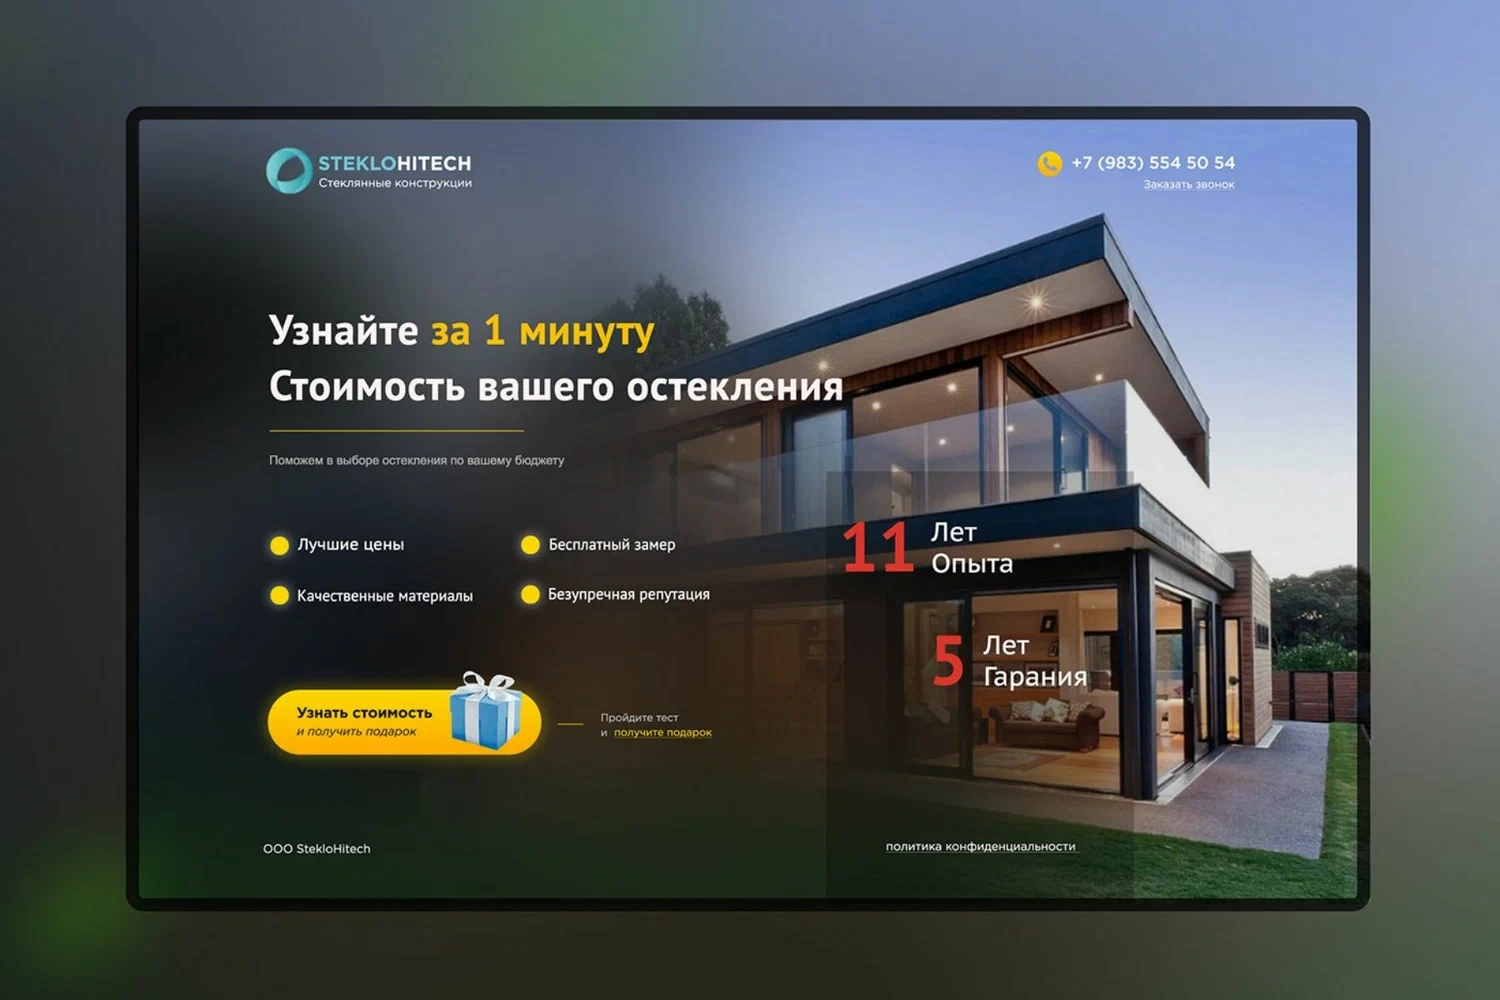 STEKLOHITECH
Стеклянные конструкции
+7 (983) 554 50 54
Заказать звонок
Узнайте за 1 минуту
Стоимость вашего остекления
Поможем в выборе остекления по вашему бюджету
Лучшие цены
Бесплатный замер
Качественные материалы
Безупречная репутация
11 Лет
Опыта
5 Лет
Гарания
Узнать стоимость
и получить подарок
Пройдите тест
и получите подарок
ООО StekloHitech
политика конфиденциальности